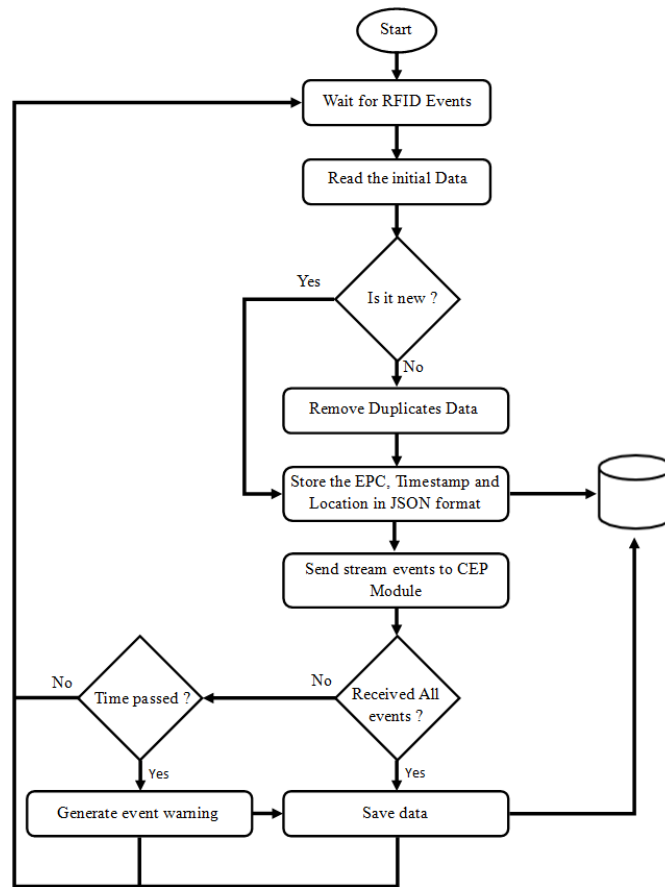 Start
Wait for RFID Events
Read the initial Data
Yes
Is it new ?
No
Remove Duplicates Data
Store the EPC, Timestamp and
Location in JSON format
Send stream events to CEP
Module
No
Time passed ?
No
Received All
events ?
Yes
Yes
Generate event warning
Save data